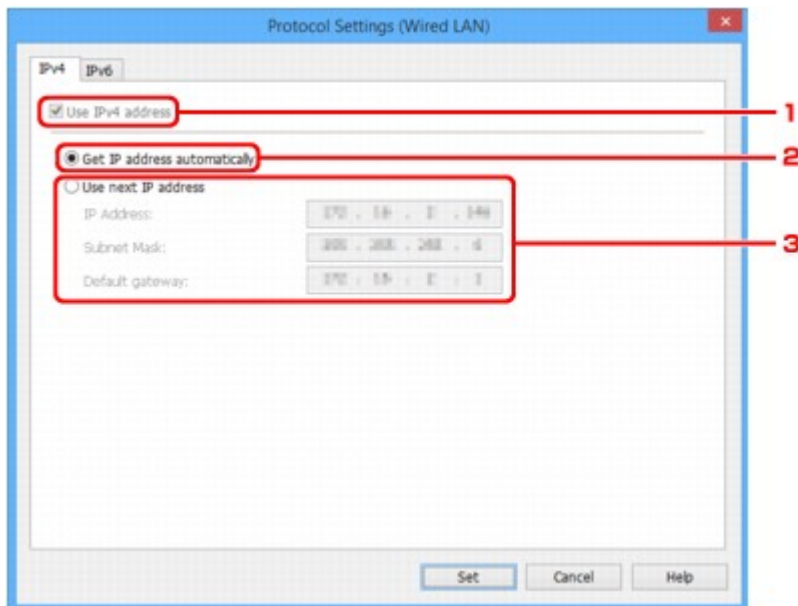 Protocol Settings (Wired LAN)
IPv4 IPv6
Use IPv4 address
1
Get IP address automatically
2
Use next IP address
IP Address:
Subnet Mask:
3
Default gateway:
Set Cancel Help